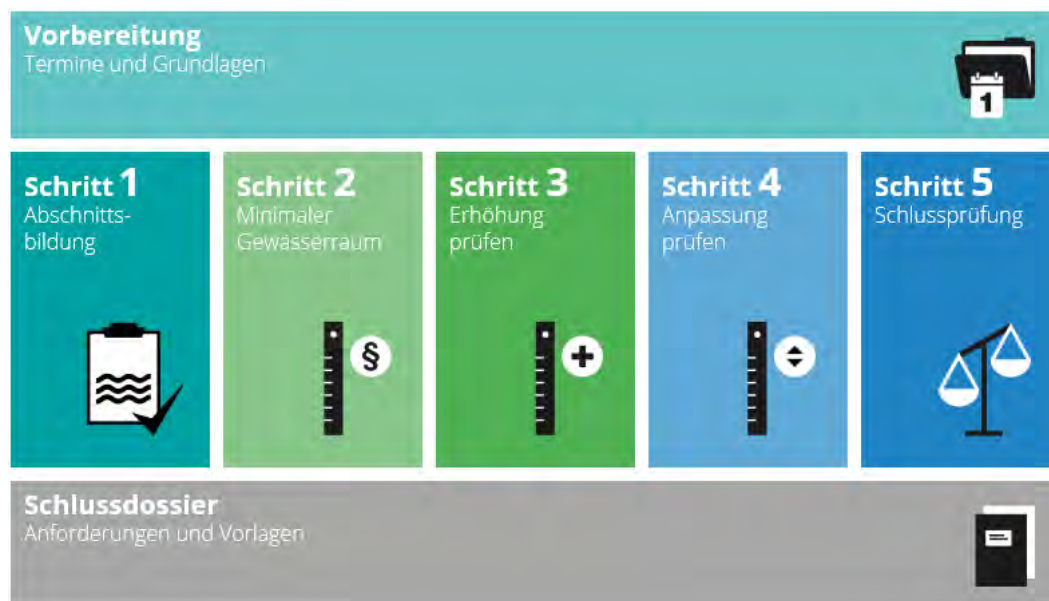 Vorbereitung
Termine und Grundlagen
1
Schritt 1
Abschnitts-
bildung
Schritt 2
Minimaler
Gewässerraum
§
Schritt 3
Erhöhung
prüfen
Schritt 4
Anpassung
prüfen
Schritt 5
Schlussprüfung
Schlussdossier
Anforderungen und Vorlagen